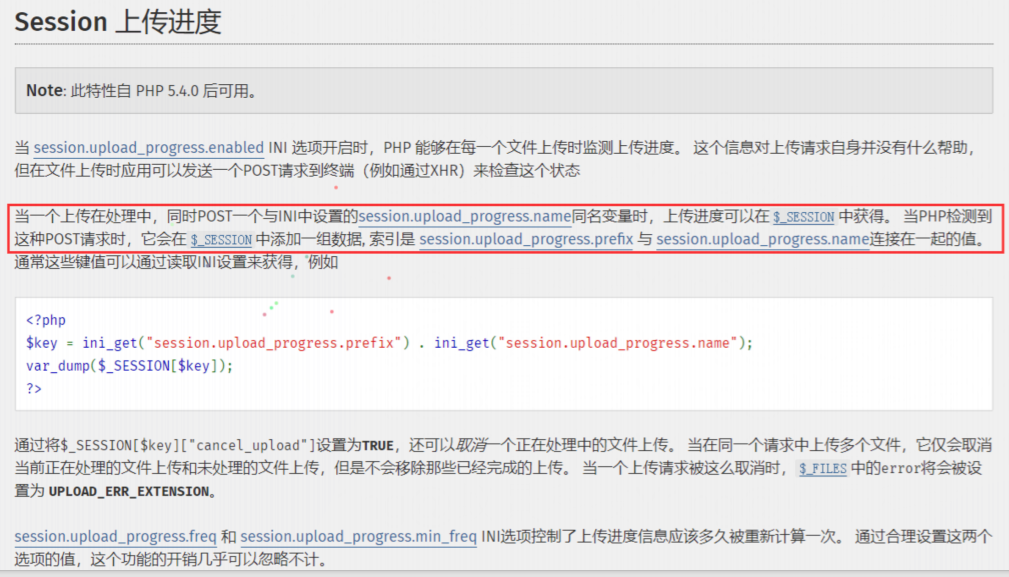 Session 上传进度
Note: 此特性自 PHP 5.4.0 后可用。
当 session.upload_progress.enabled INI 选项开启时，PHP 能够在每一个文件上传时监测上传进度。 这个信息对上传请求自身并没有什么帮助，
但在文件上传时应用可以发送一个POST请求到终端（例如通过XHR）来检查这个状态
当一个上传在处理中，同时POST一个与INI中设置的session.upload_progress.name同名变量时，上传进度可以在 $_SESSION 中获得。 当PHP检测到
这种POST请求时，它会在 $_SESSION 中添加一组数据, 索引是 session.upload_progress.prefix 与 session.upload_progress.name连接在一起的值。
通常这些键值可以通过读取INI设置来获得，例如
<?php
$key = ini_get("session.upload_progress.prefix") . ini_get("session.upload_progress.name");
var_dump($_SESSION[$key]);
?>
通过将$_SESSION[$key]["cancel_upload"]设置为TRUE，还可以取消一个正在处理中的文件上传。 当在同一个请求中上传多个文件，它仅会取消
当前正在处理的文件上传和未处理的文件上传，但是不会移除那些已经完成的上传。 当一个上传请求被这么取消时， $_FILES 中的error将会被设
置为 UPLOAD_ERR_EXTENSION。
session.upload_progress.freq 和 session.upload_progress.min_freq INI选项控制了上传进度信息应该多久被重新计算一次。 通过合理设置这两个
选项的值，这个功能的开销几乎可以忽略不计。